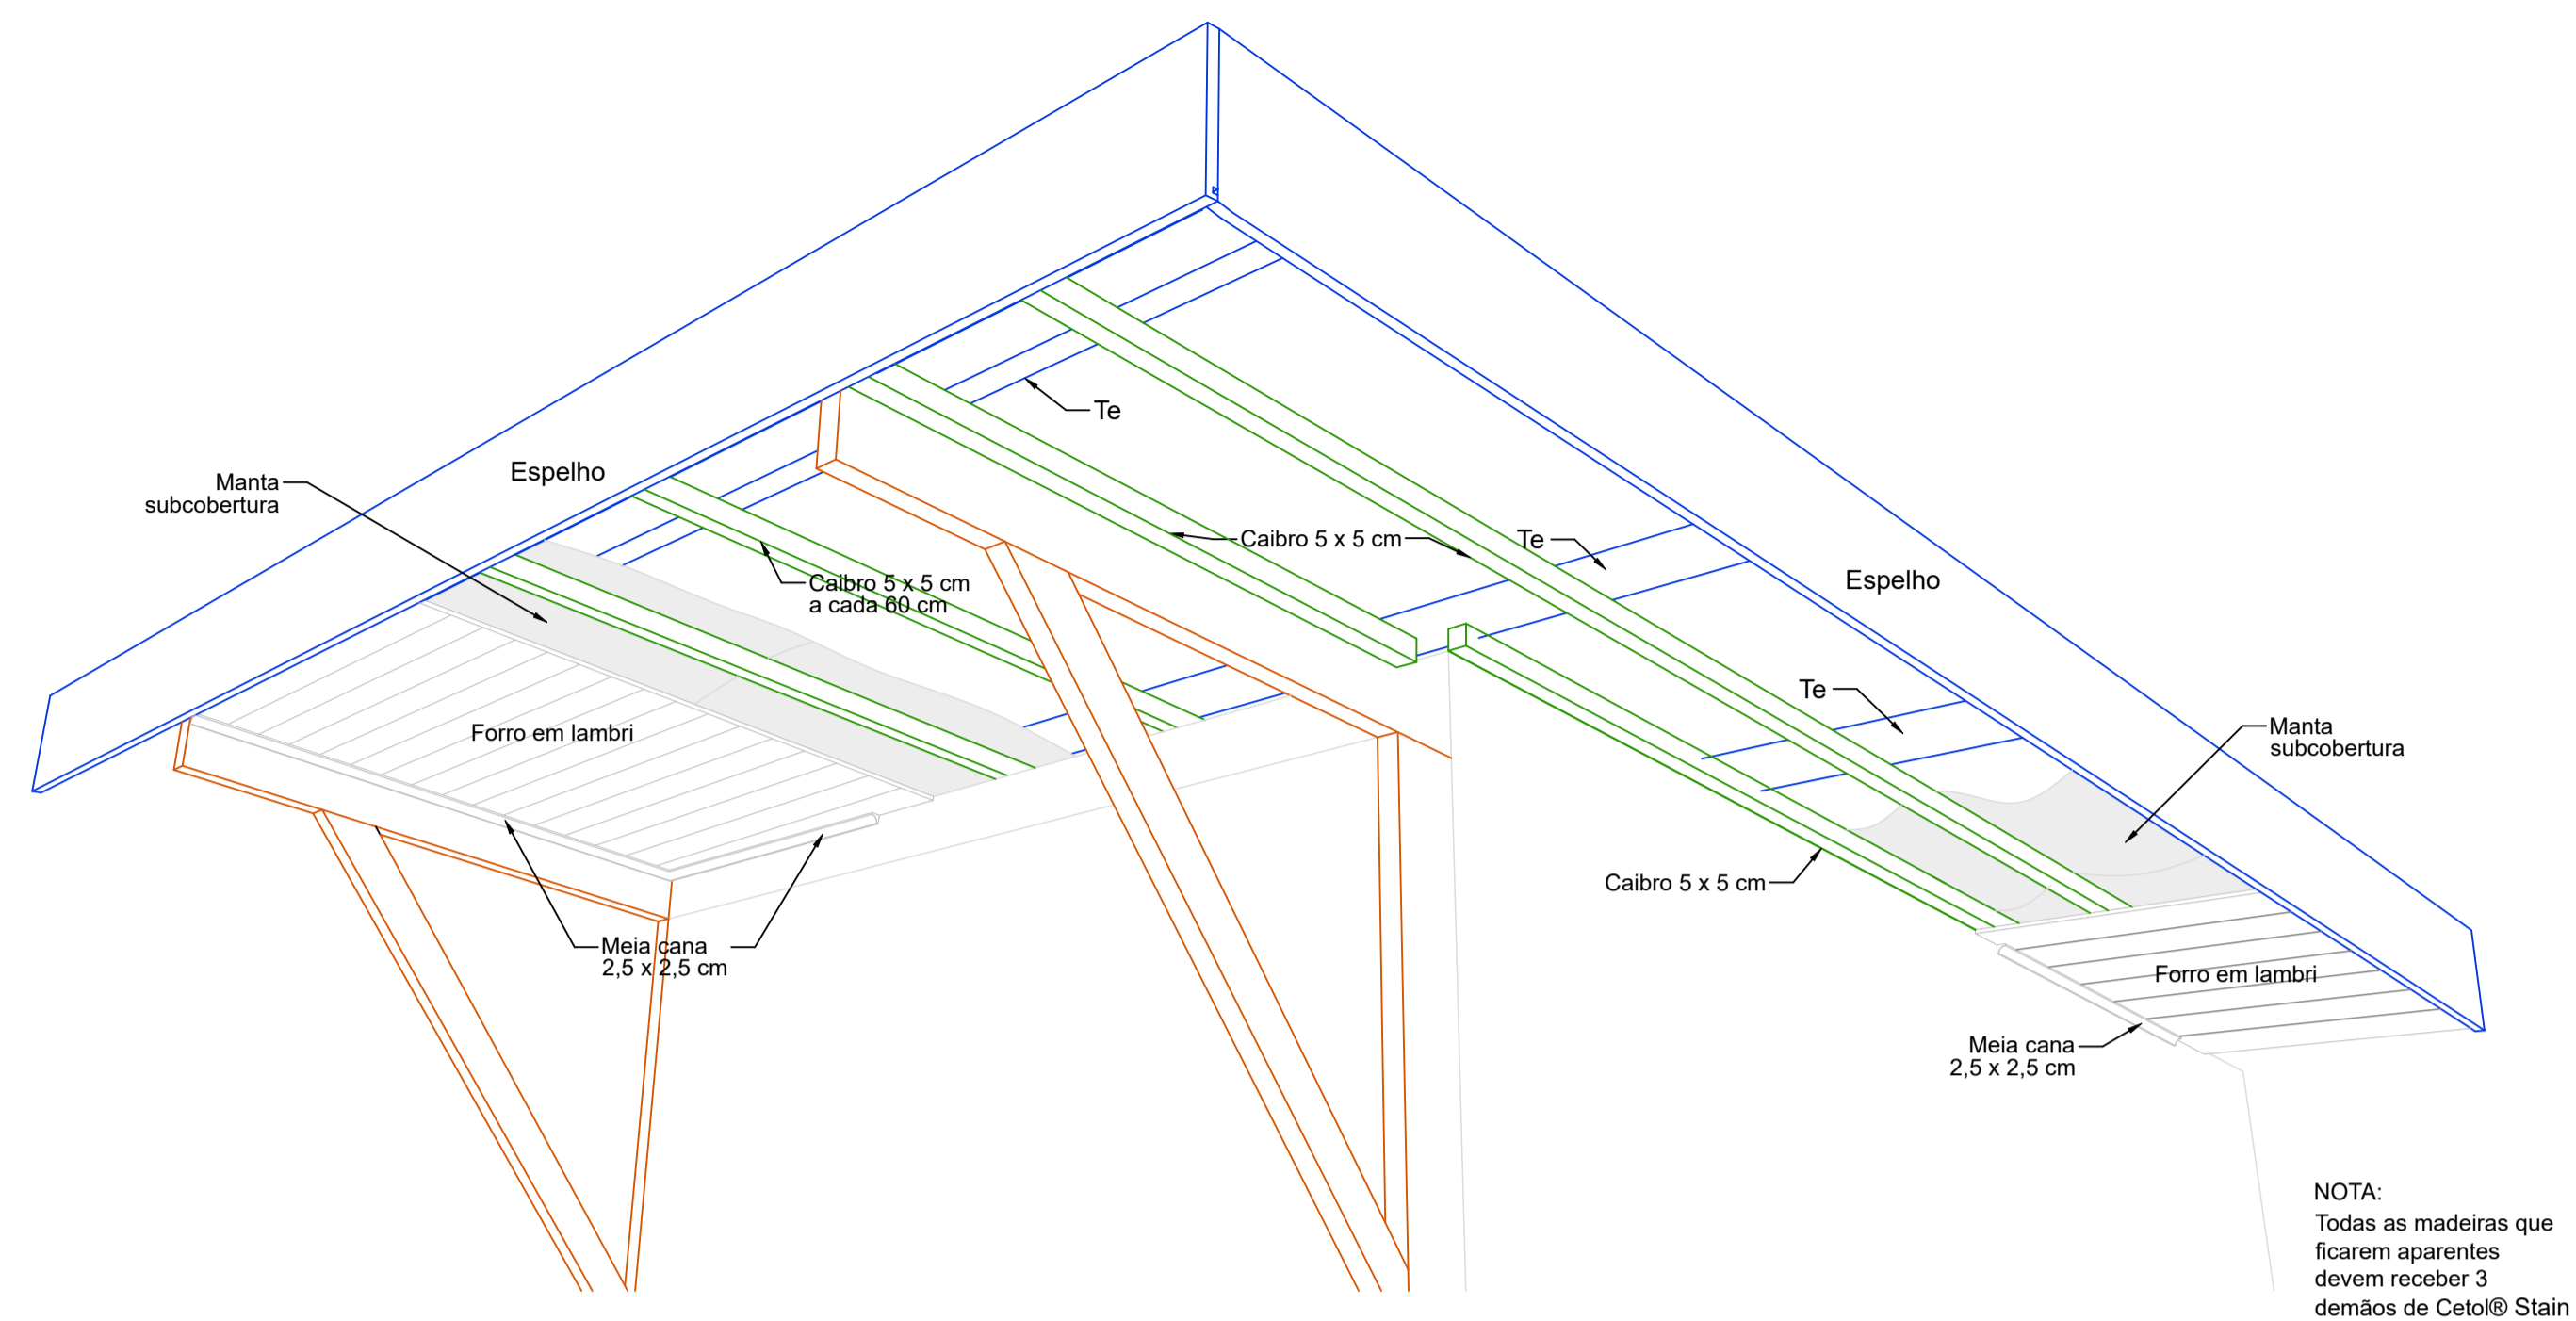 Te
Espelho
Manta
subcobertura
Caibro 5 x 5 cm
Te
Caibro 5 x 5 cm
a cada 60 cm
Espelho
Te
Manta
subcobertura
Forro em lambri
Caibro 5 x 5 cm
Meia cana
2,5 x 2,5 cm
Forro em lambri
Meia cana
2,5 x 2,5 cm
NOTA:
Todas as madeiras que
ficarem aparentes
devem receber 3
demãos de Cetol® Stain